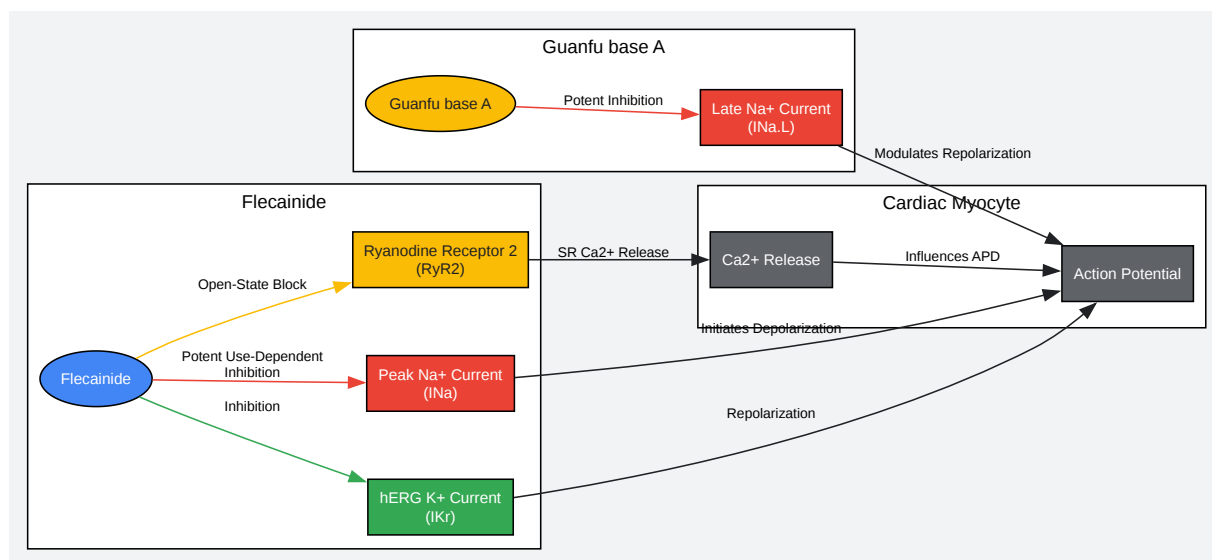 Guanfu base A
Guanfu base A
Potent Inhibition
Late Na+ Current
(INa.L)
Modulates Repolarization
Flecainide
Cardiac Myocyte
Ryanodine Receptor 2
(RyR2)
SR Ca2+ Release
Ca2+ Release
Influences APD
Action Potential
Open-State Block
Initiates Depolarization
Potent Use-Dependent
Inhibition
Flecainide
Peak Na+ Current
(INa)
Inhibition
Repolarization
hERG K+ Current
(IKr)